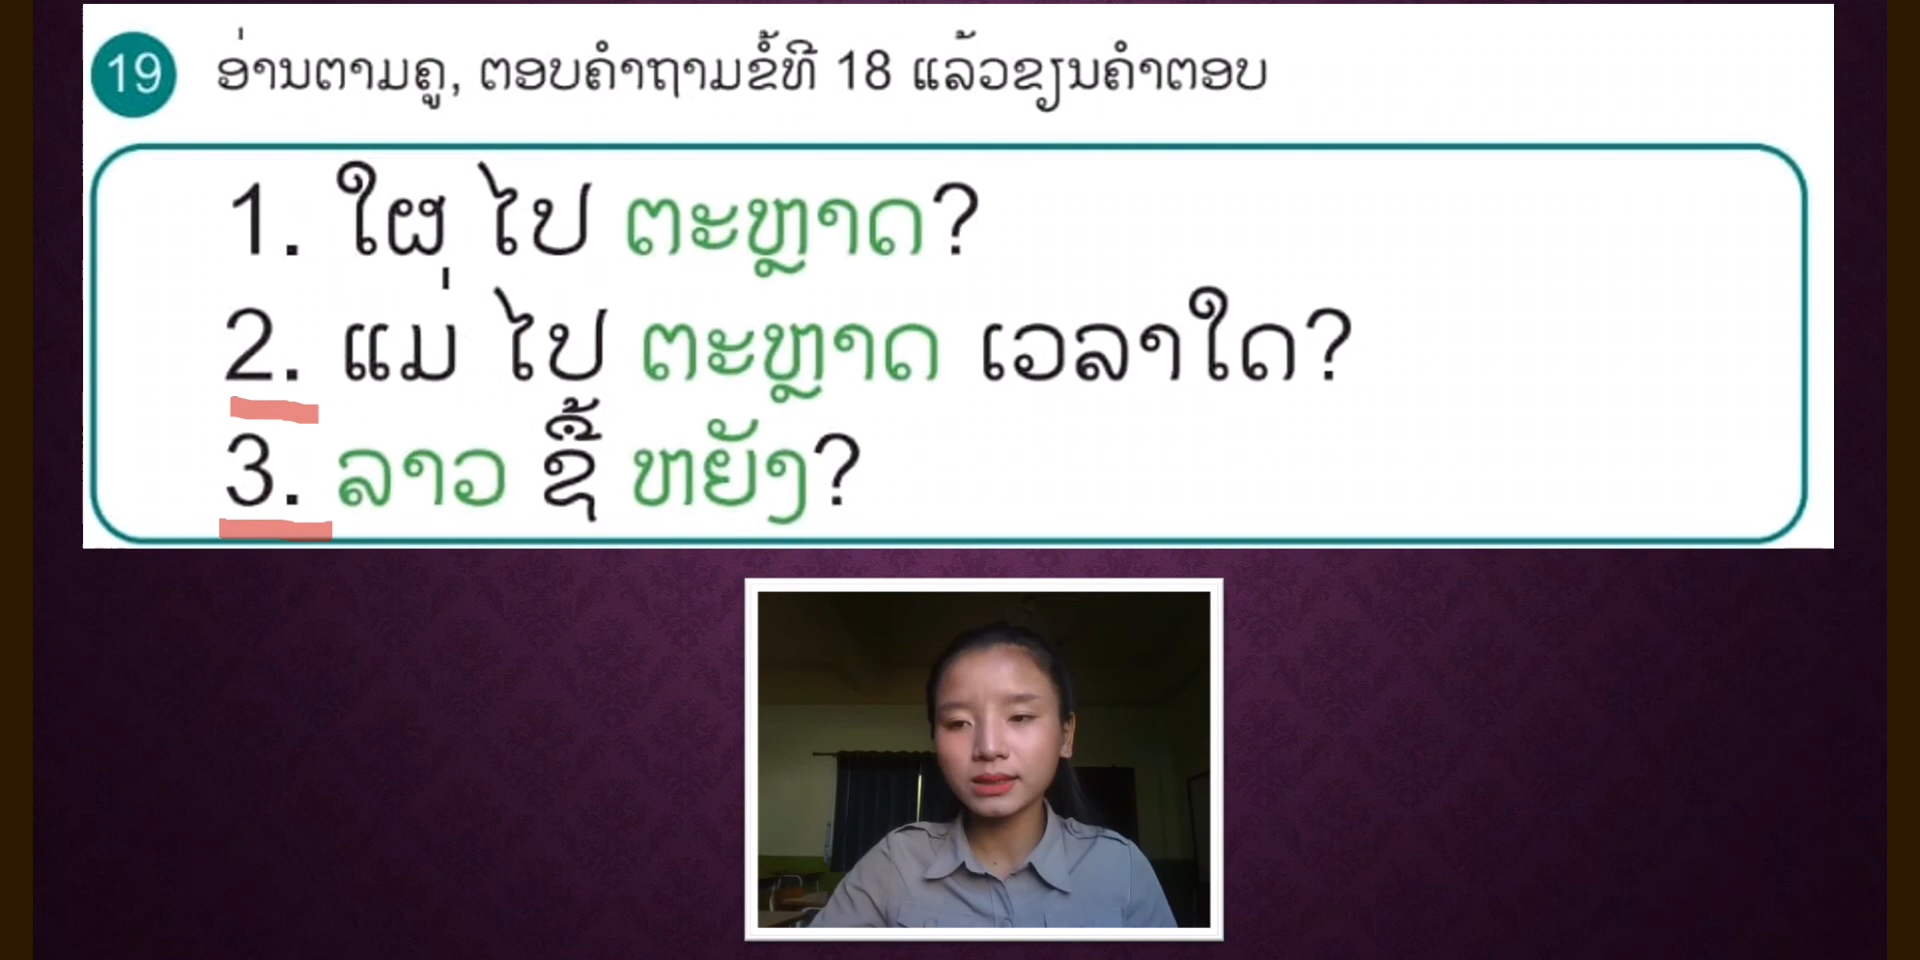 19 ອ່ານຕາມຄູ, ຕອບຄໍາຖາມຂໍ້ທີ 18 ແລ້ວຂຽນຄໍາຕອບ
1. ໃຜ ໄປ ຕະຫຼາດ?
2. ແມ່ ໄປ ຕະຫຼາດ ເວລາໃດ?
3. ລາວ ຊື້ ຫຍັງ?